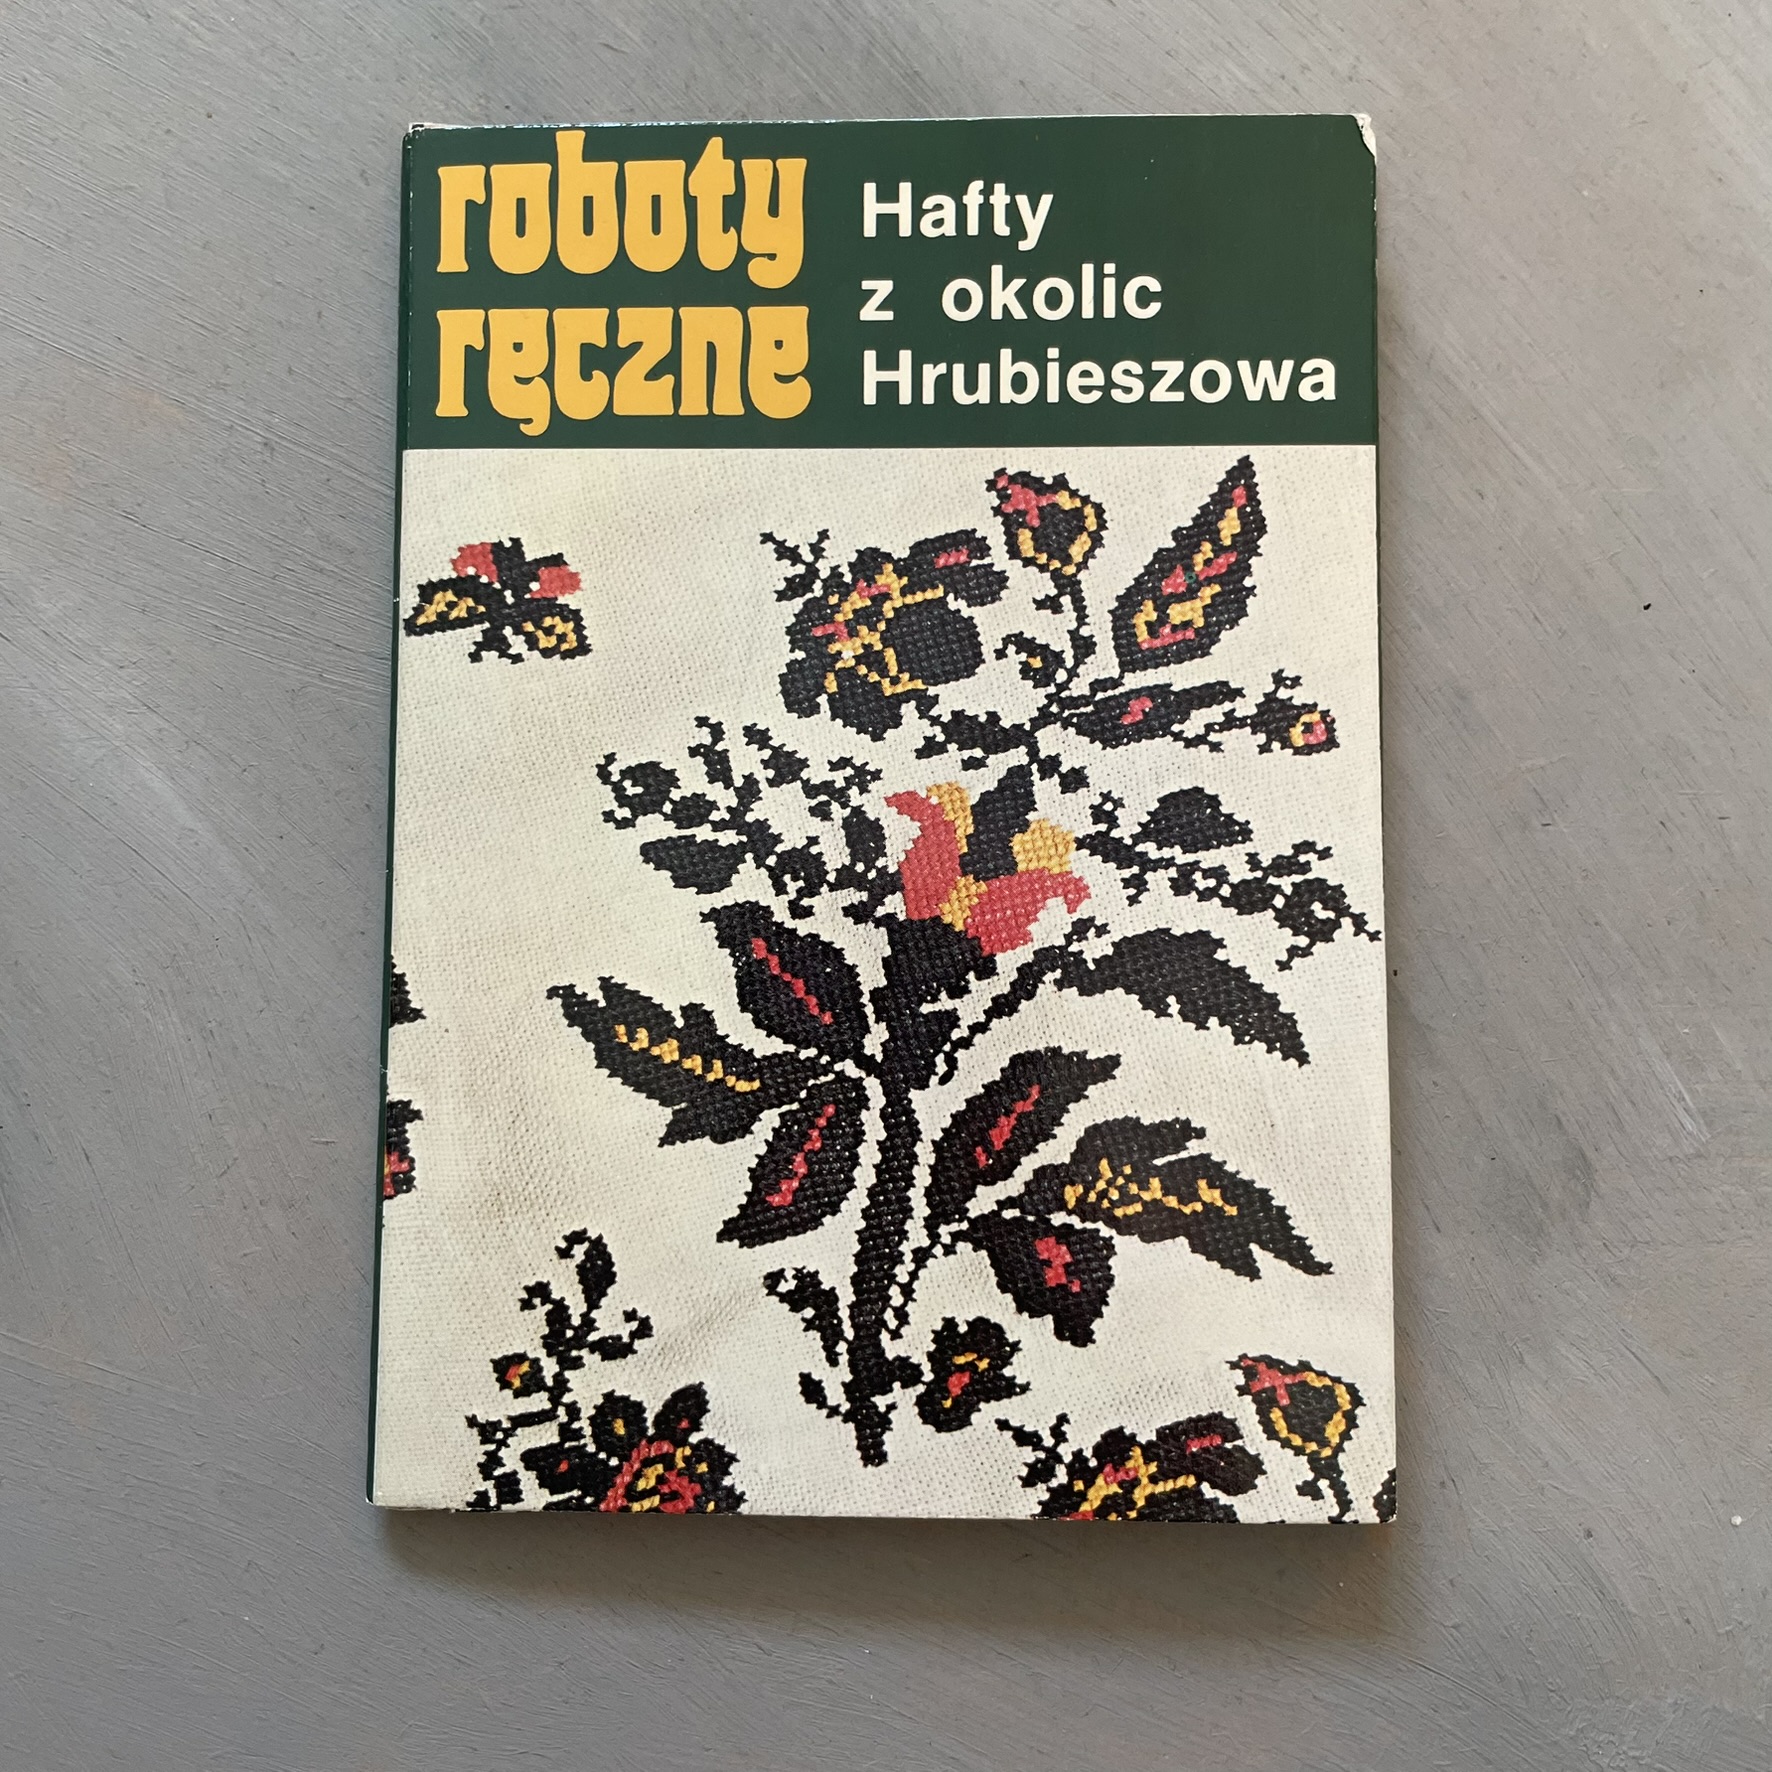 roboty
ręczne
Hafty
z okolic
Hrubieszowa